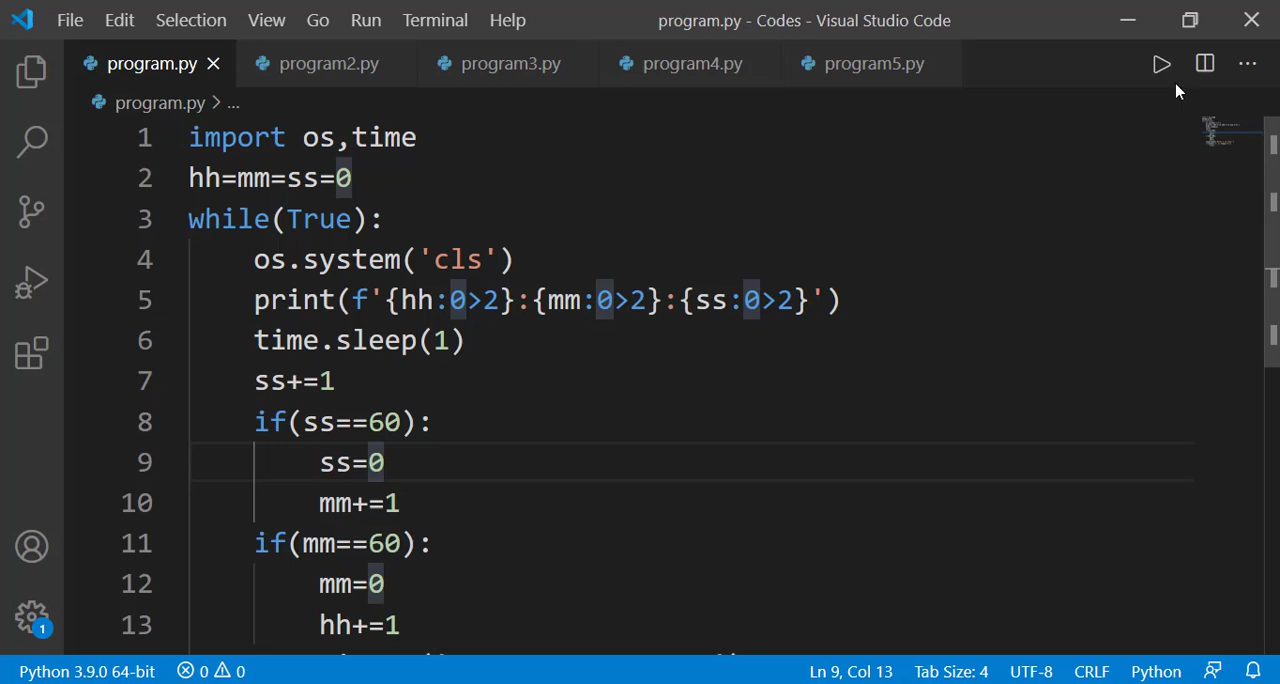 File Edit Selection View Go Run Terminal Help program.py - Codes - Visual Studio Code
program.py program2.py program3.py program4.py program5.py
program.py > ...
1 import os,time
2 hh=mm=ss=0
3 while(True):
4     os.system('cls')
5     print(f'{hh:0>2}:{mm:0>2}:{ss:0>2}')
6     time.sleep(1)
7     ss+=1
8     if(ss==60):
9         ss=0
10         mm+=1
11     if(mm==60):
12         mm=0
13         hh+=1
1
Python 3.9.0 64-bit 0 0 Ln 9, Col 13 Tab Size: 4 UTF-8 CRLF Python